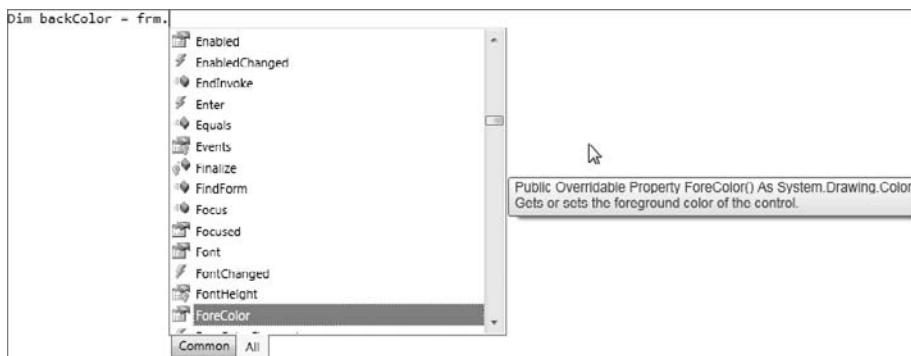 Dim backColor = frm.
Enabled
EnabledChanged
EndInvoke
Enter
Equals
Events
Finalize
FindForm
Focus
Focused
Font
FontChanged
FontHeight
ForeColor
Public Overridable Property ForeColor() As System.Drawing.Color
Gets or sets the foreground color of the control.
Common All